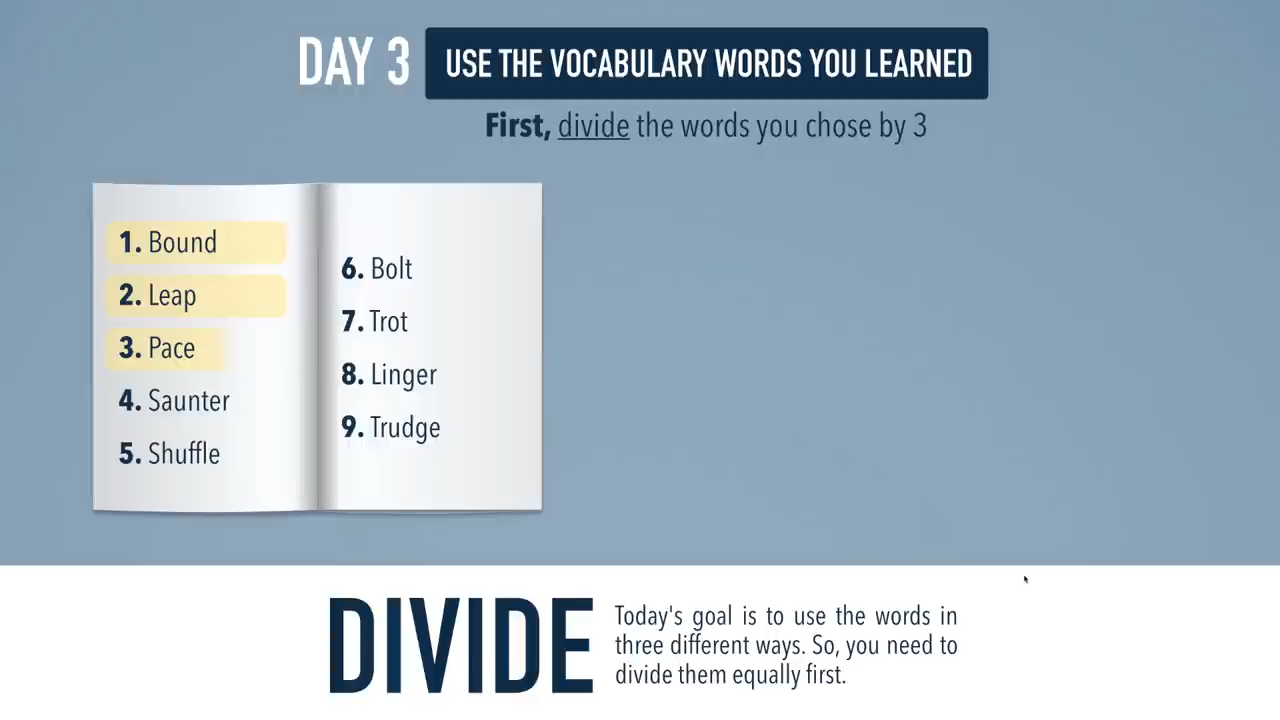 DAY 3 USE THE VOCABULARY WORDS YOU LEARNED
First, divide the words you chose by 3
1. Bound
2. Leap
3. Pace
4. Saunter
5. Shuffle
6. Bolt
7. Trot
8. Linger
9. Trudge
DIVIDE
Today's goal is to use the words in
three different ways. So, you need to
divide them equally first.